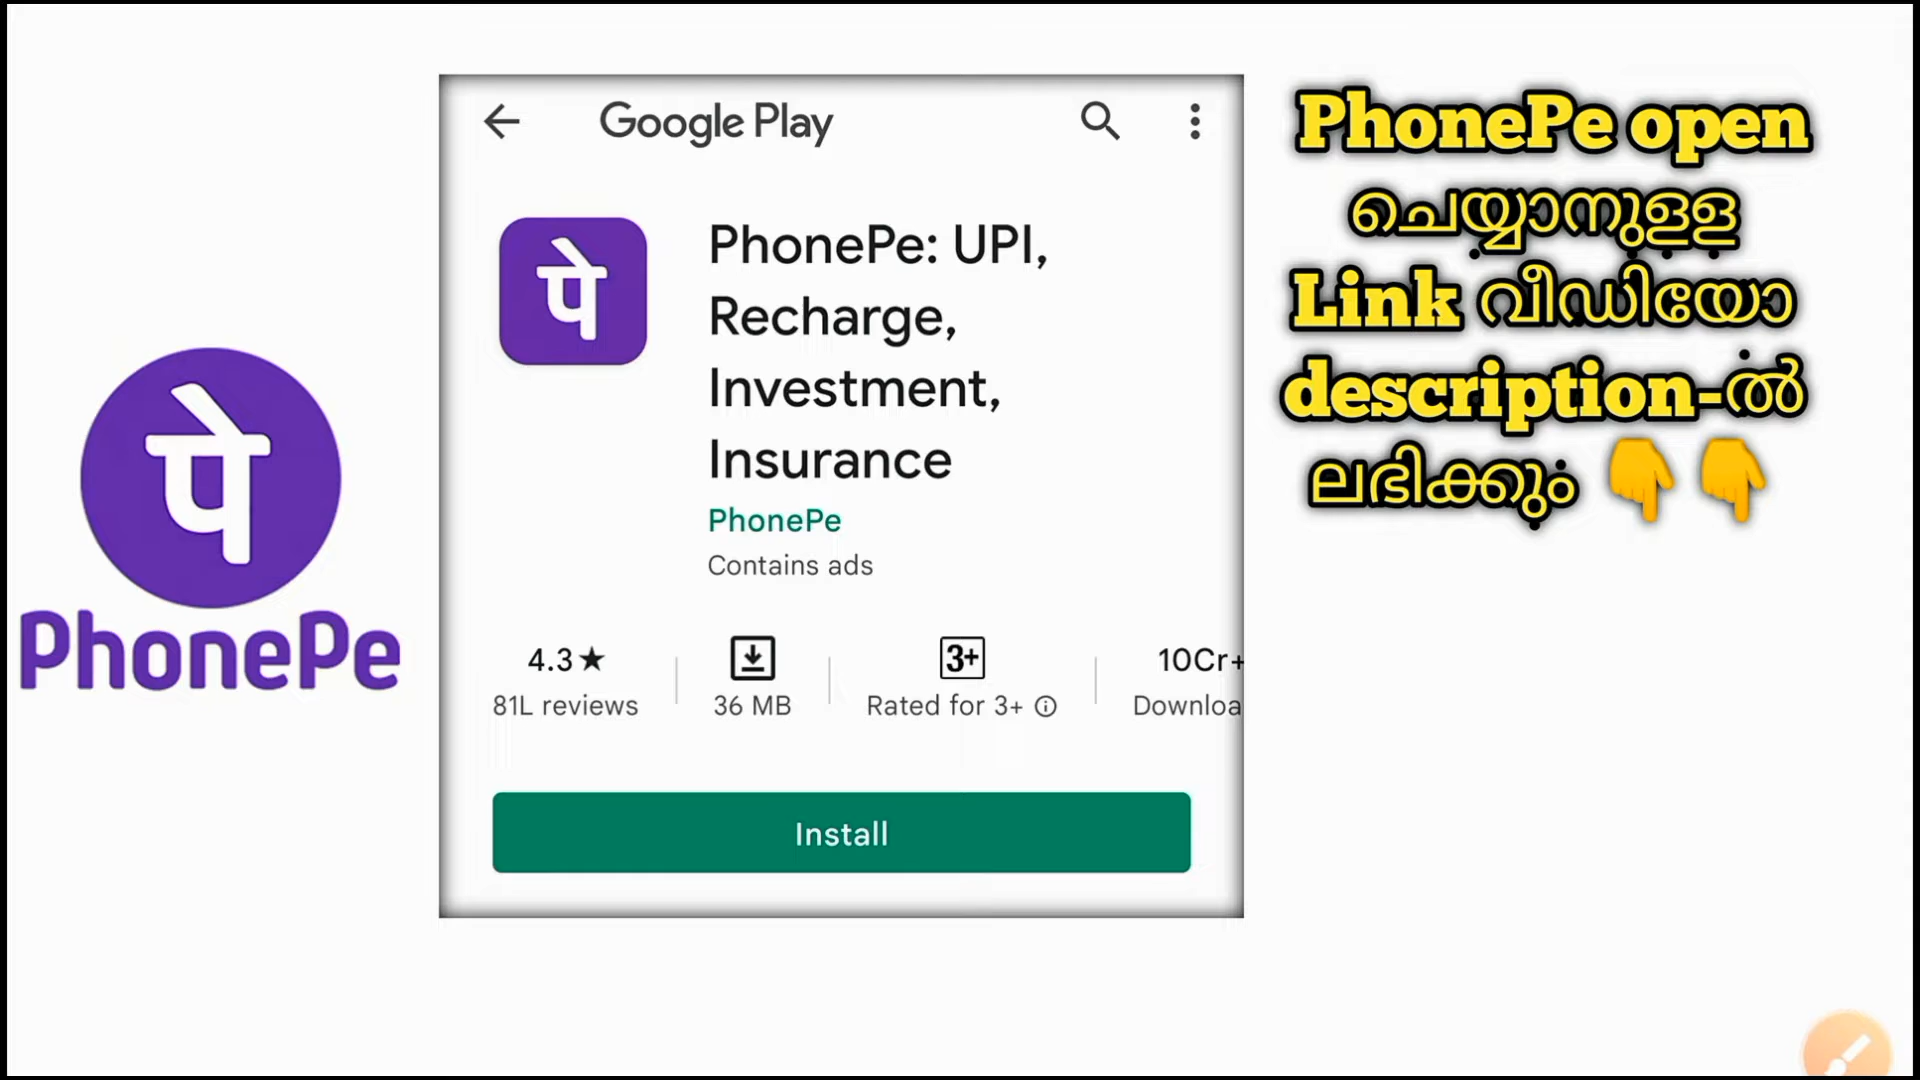 Google Play
पे
PhonePe: UPI,
Recharge,
Investment,
Insurance
PhonePe
Contains ads
4.3★
81L reviews
36 MB
3+
Rated for 3+
10Cr+
Downloa
Install
पे
PhonePe
PhonePe open
ചെയ്യാനുള്ള
Link വീഡിയോ
description-ൽ
ലഭിക്കും 👇👇